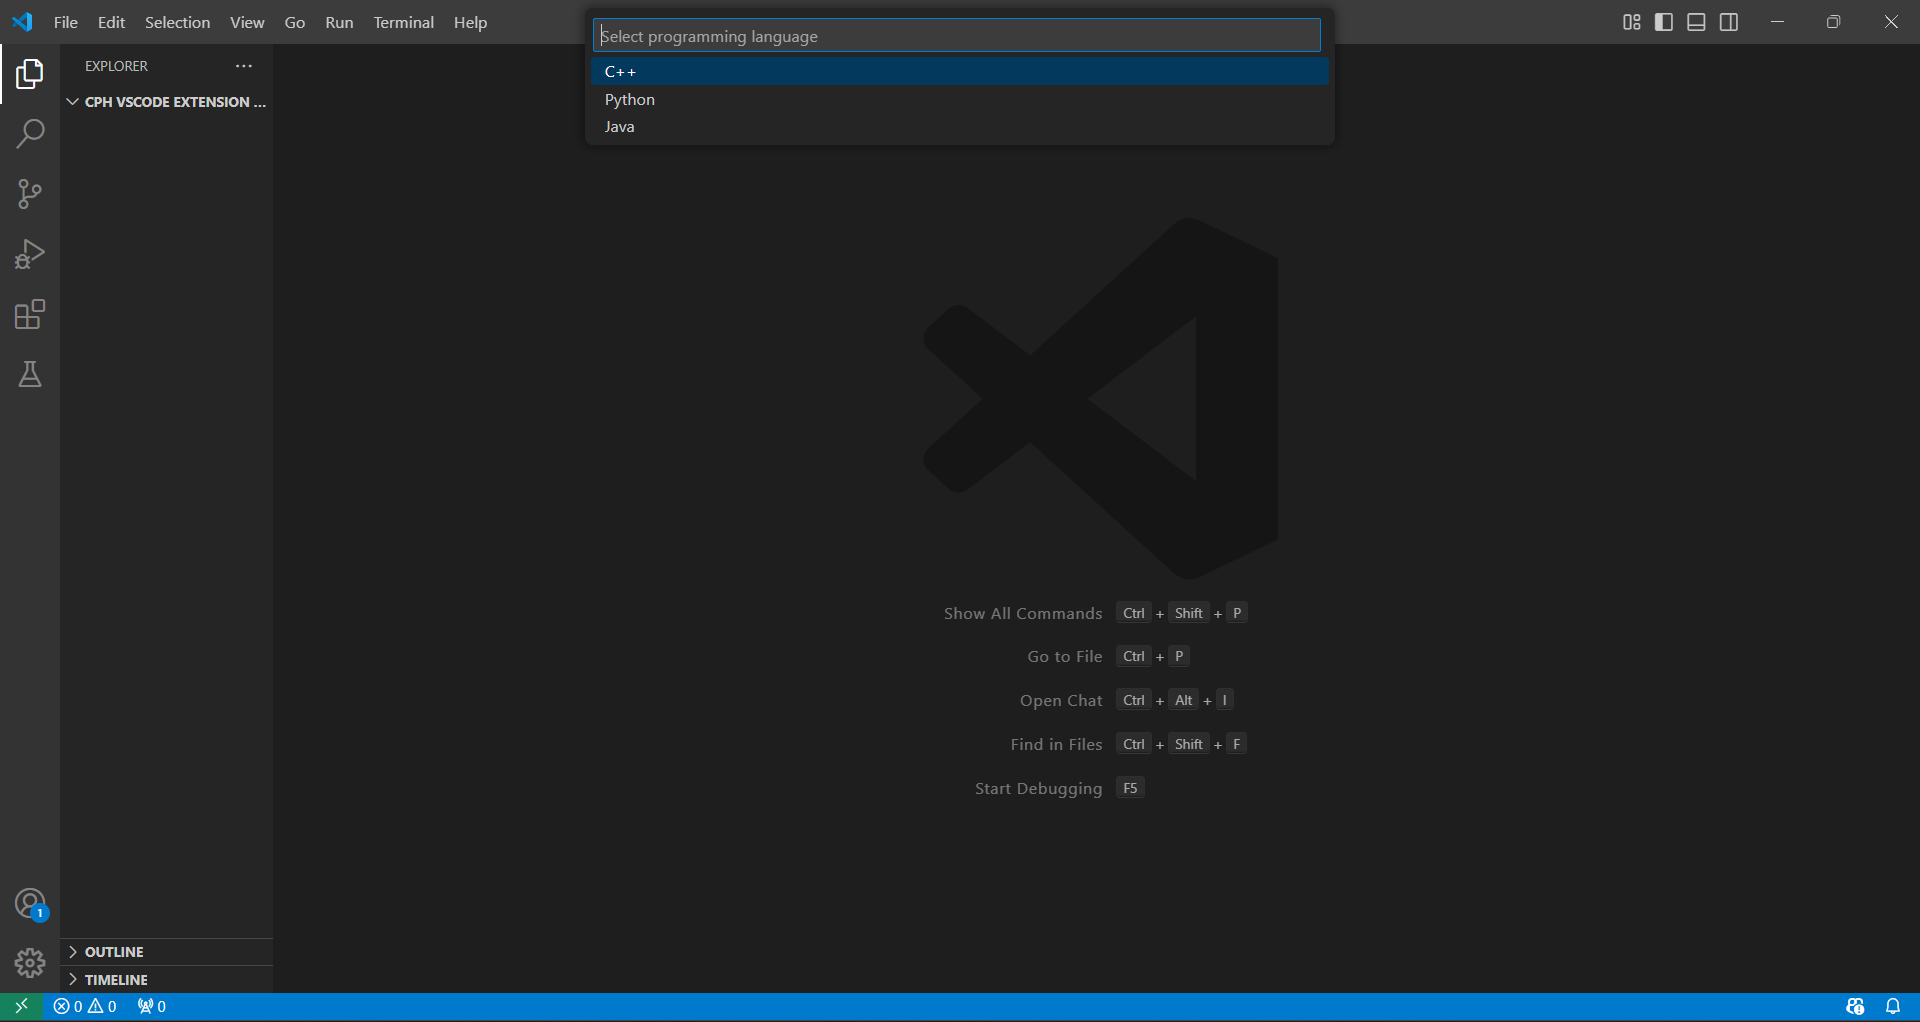 File Edit Selection View Go Run Terminal Help
Select programming language
C++
Python
Java
EXPLORER
CPH VSCODE EXTENSION ...
Show All Commands Ctrl + Shift + P
Go to File Ctrl + P
Open Chat Ctrl + Alt + I
Find in Files Ctrl + Shift + F
Start Debugging F5
1
OUTLINE
TIMELINE
0 0 0